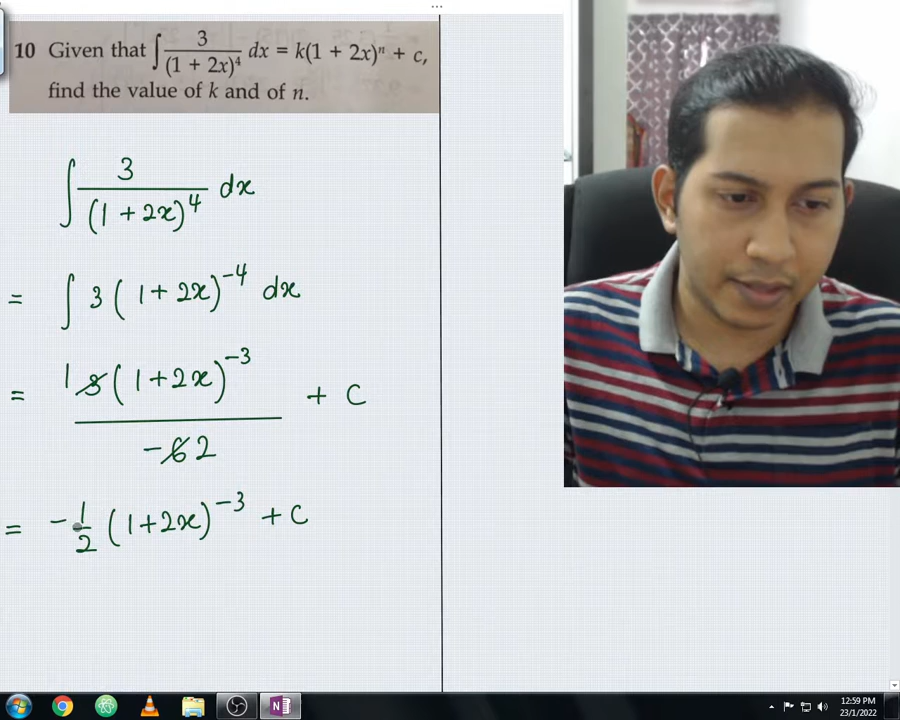 10 Given that ∫ 3/(1 + 2x)⁴ dx = k(1 + 2x)ⁿ + c,
find the value of k and of n.
∫ 3/(1 + 2x)⁴ dx
= ∫ 3(1 + 2x)⁻⁴ dx
= 1 3(1 + 2x)⁻³/-6 2 + C
= -1/2 (1+2x)⁻³ + C
12:59 PM
23/1/2022